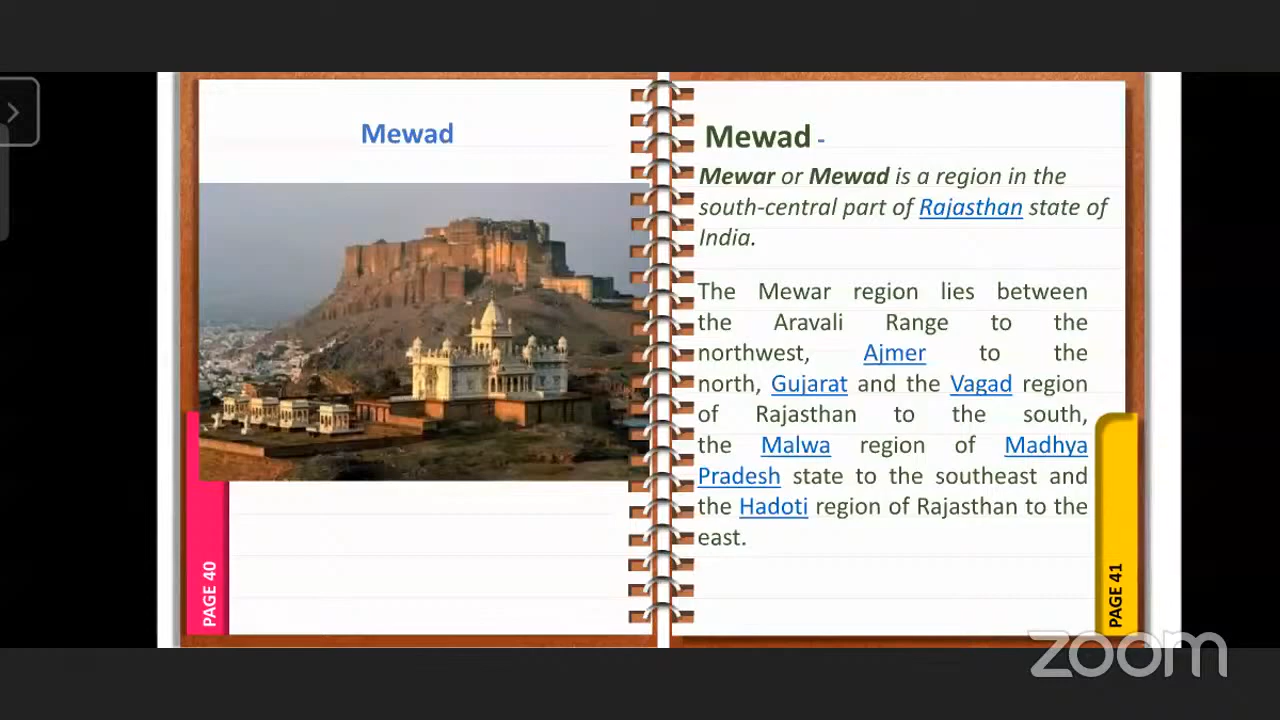 Mewad
PAGE 40
Mewad -
Mewar or Mewad is a region in the
south-central part of Rajasthan state of
India.
The Mewar region lies between
the Aravali Range to the
northwest, Ajmer to the
north, Gujarat and the Vagad region
of Rajasthan to the south,
the Malwa region of Madhya
Pradesh state to the southeast and
the Hadoti region of Rajasthan to the
east.
PAGE 41
zoom